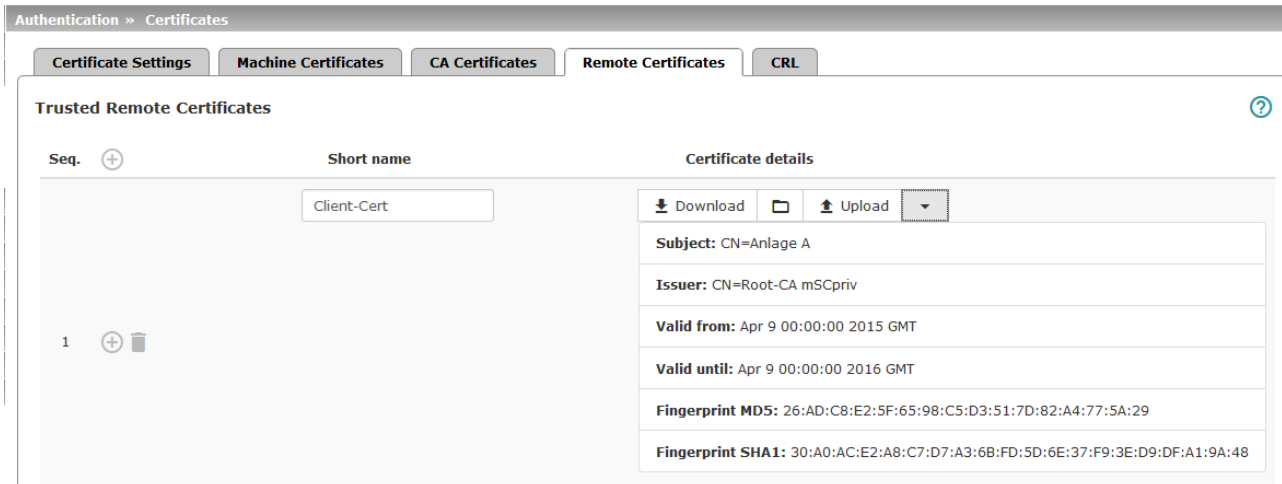 Authentication » Certificates
Certificate Settings Machine Certificates CA Certificates Remote Certificates CRL
Trusted Remote Certificates
Seq. Short name Certificate details
Client-Cert Download Upload
Subject: CN=Anlage A
Issuer: CN=Root-CA mSCpriv
Valid from: Apr 9 00:00:00 2015 GMT
1
Valid until: Apr 9 00:00:00 2016 GMT
Fingerprint MD5: 26:AD:C8:E2:5F:65:98:C5:D3:51:7D:82:A4:77:5A:29
Fingerprint SHA1: 30:A0:AC:E2:A8:C7:D7:A3:6B:FD:5D:6E:37:F9:3E:D9:DF:A1:9A:48